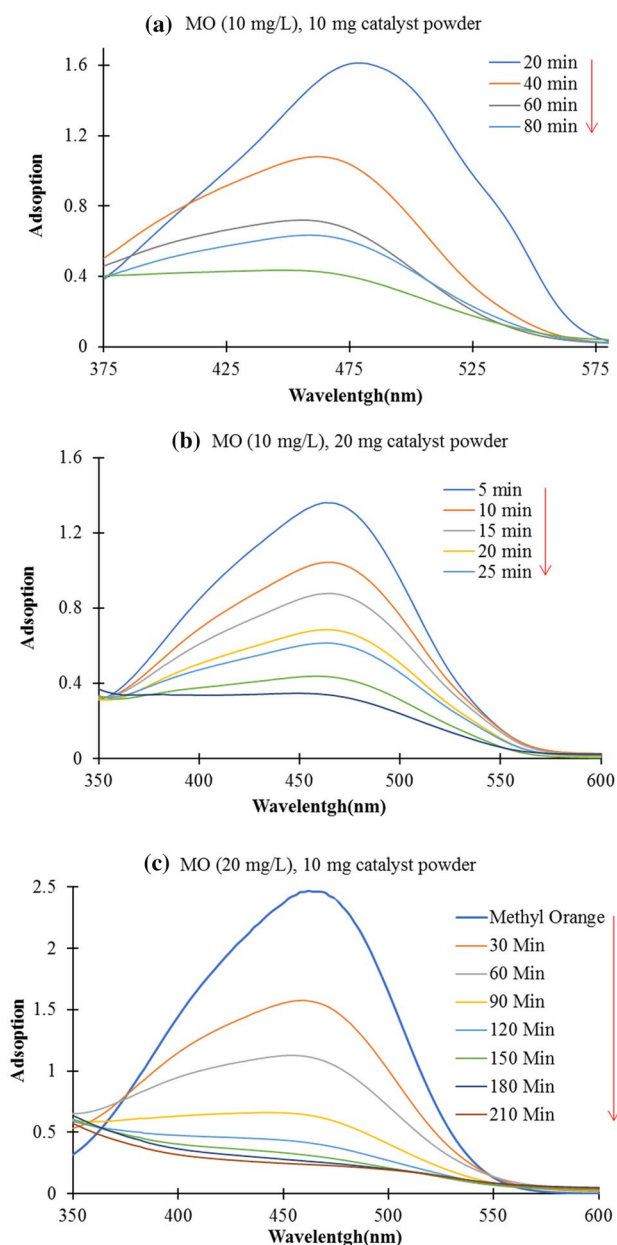 (a) MO (10 mg/L), 10 mg catalyst powder
1.6
1.2
0.8
0.4
0
Adsoption
20 min
40 min
60 min
80 min
375 425 475 525 575
Wavelentgh(nm)
(b) MO (10 mg/L), 20 mg catalyst powder
1.6
1.2
0.8
0.4
0
Adsoption
5 min
10 min
15 min
20 min
25 min
350 400 450 500 550 600
Wavelentgh(nm)
(c) MO (20 mg/L), 10 mg catalyst powder
2.5
2
1.5
1
0.5
0
Adsoption
Methyl Orange
30 Min
60 Min
90 Min
120 Min
150 Min
180 Min
210 Min
350 400 450 500 550 600
Wavelentgh(nm)